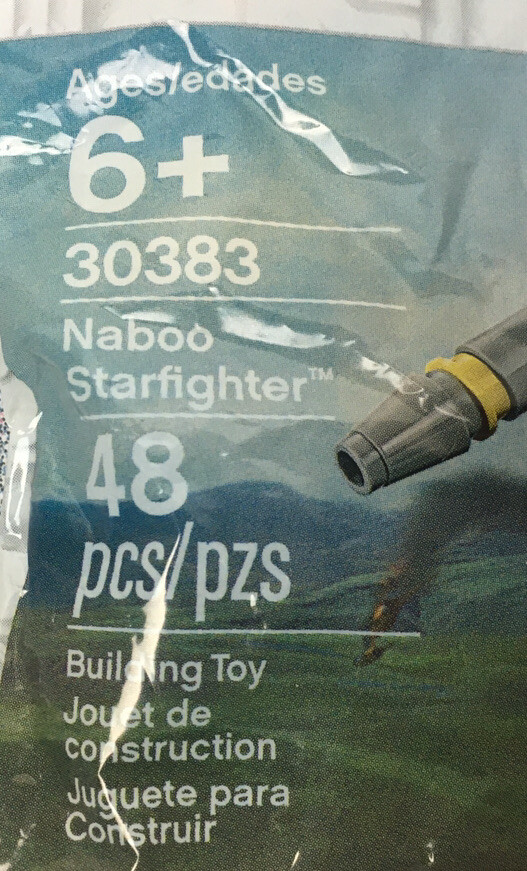 Ages/edades
6+
30383
Naboo
Starfighter™
48
pcs/pzs
Building Toy
Jouet de
construction
Juguete para
Construir